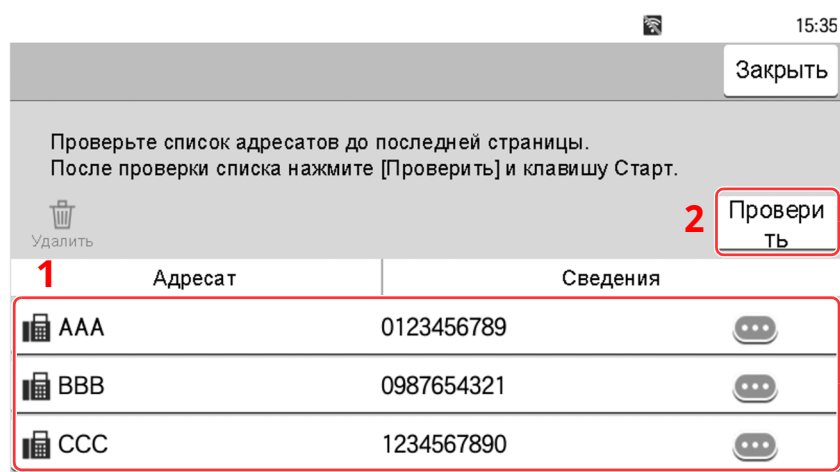 15:35
Закрыть
Проверьте список адресатов до последней страницы.
После проверки списка нажмите [Проверить] и клавишу Старт.
Удалить
2
Провери
ть
1
Адресат Сведения
AAA 0123456789
BBB 0987654321
CCC 1234567890